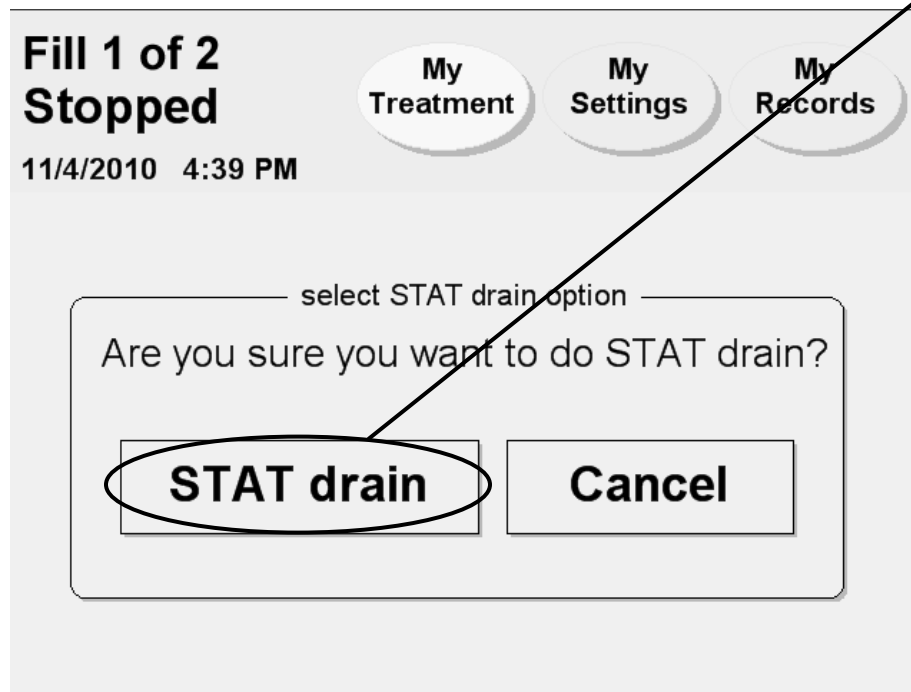 Fill 1 of 2
Stopped
11/4/2010 4:39 PM
My
Treatment
My
Settings
My
Records
select STAT drain option
Are you sure you want to do STAT drain?
STAT drain
Cancel